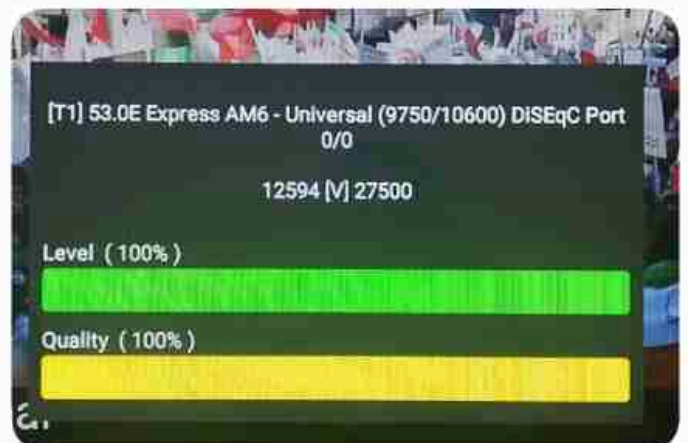 [T1] 53.0E Express AM6 - Universal (9750/10600) DiSEqC Port
0/0
12594 [V] 27500
Level ( 100% )
Quality ( 100% )